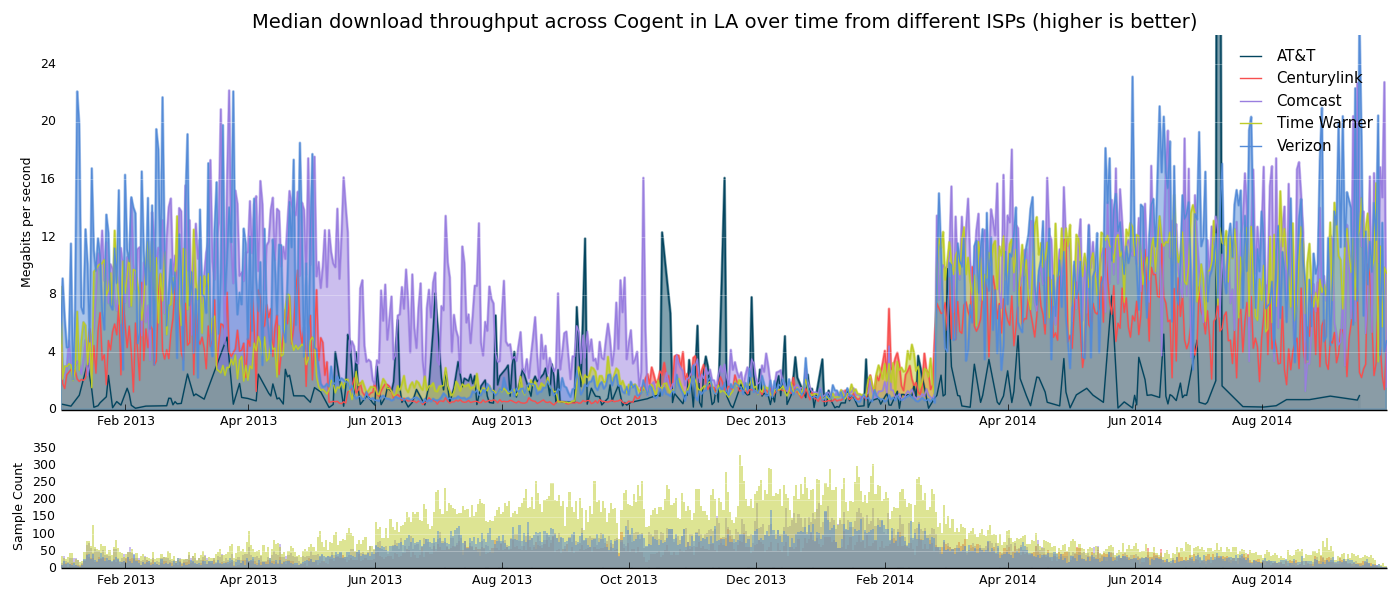 Median download throughput across Cogent in LA over time from different ISPs (higher is better)
Megabits per second
24
20
16
12
8
4
0
AT&T
Centurylink
Comcast
Time Warner
Verizon
Feb 2013 Apr 2013 Jun 2013 Aug 2013 Oct 2013 Dec 2013 Feb 2014 Apr 2014 Jun 2014 Aug 2014
Sample Count
350
300
250
200
150
100
50
0
Feb 2013 Apr 2013 Jun 2013 Aug 2013 Oct 2013 Dec 2013 Feb 2014 Apr 2014 Jun 2014 Aug 2014